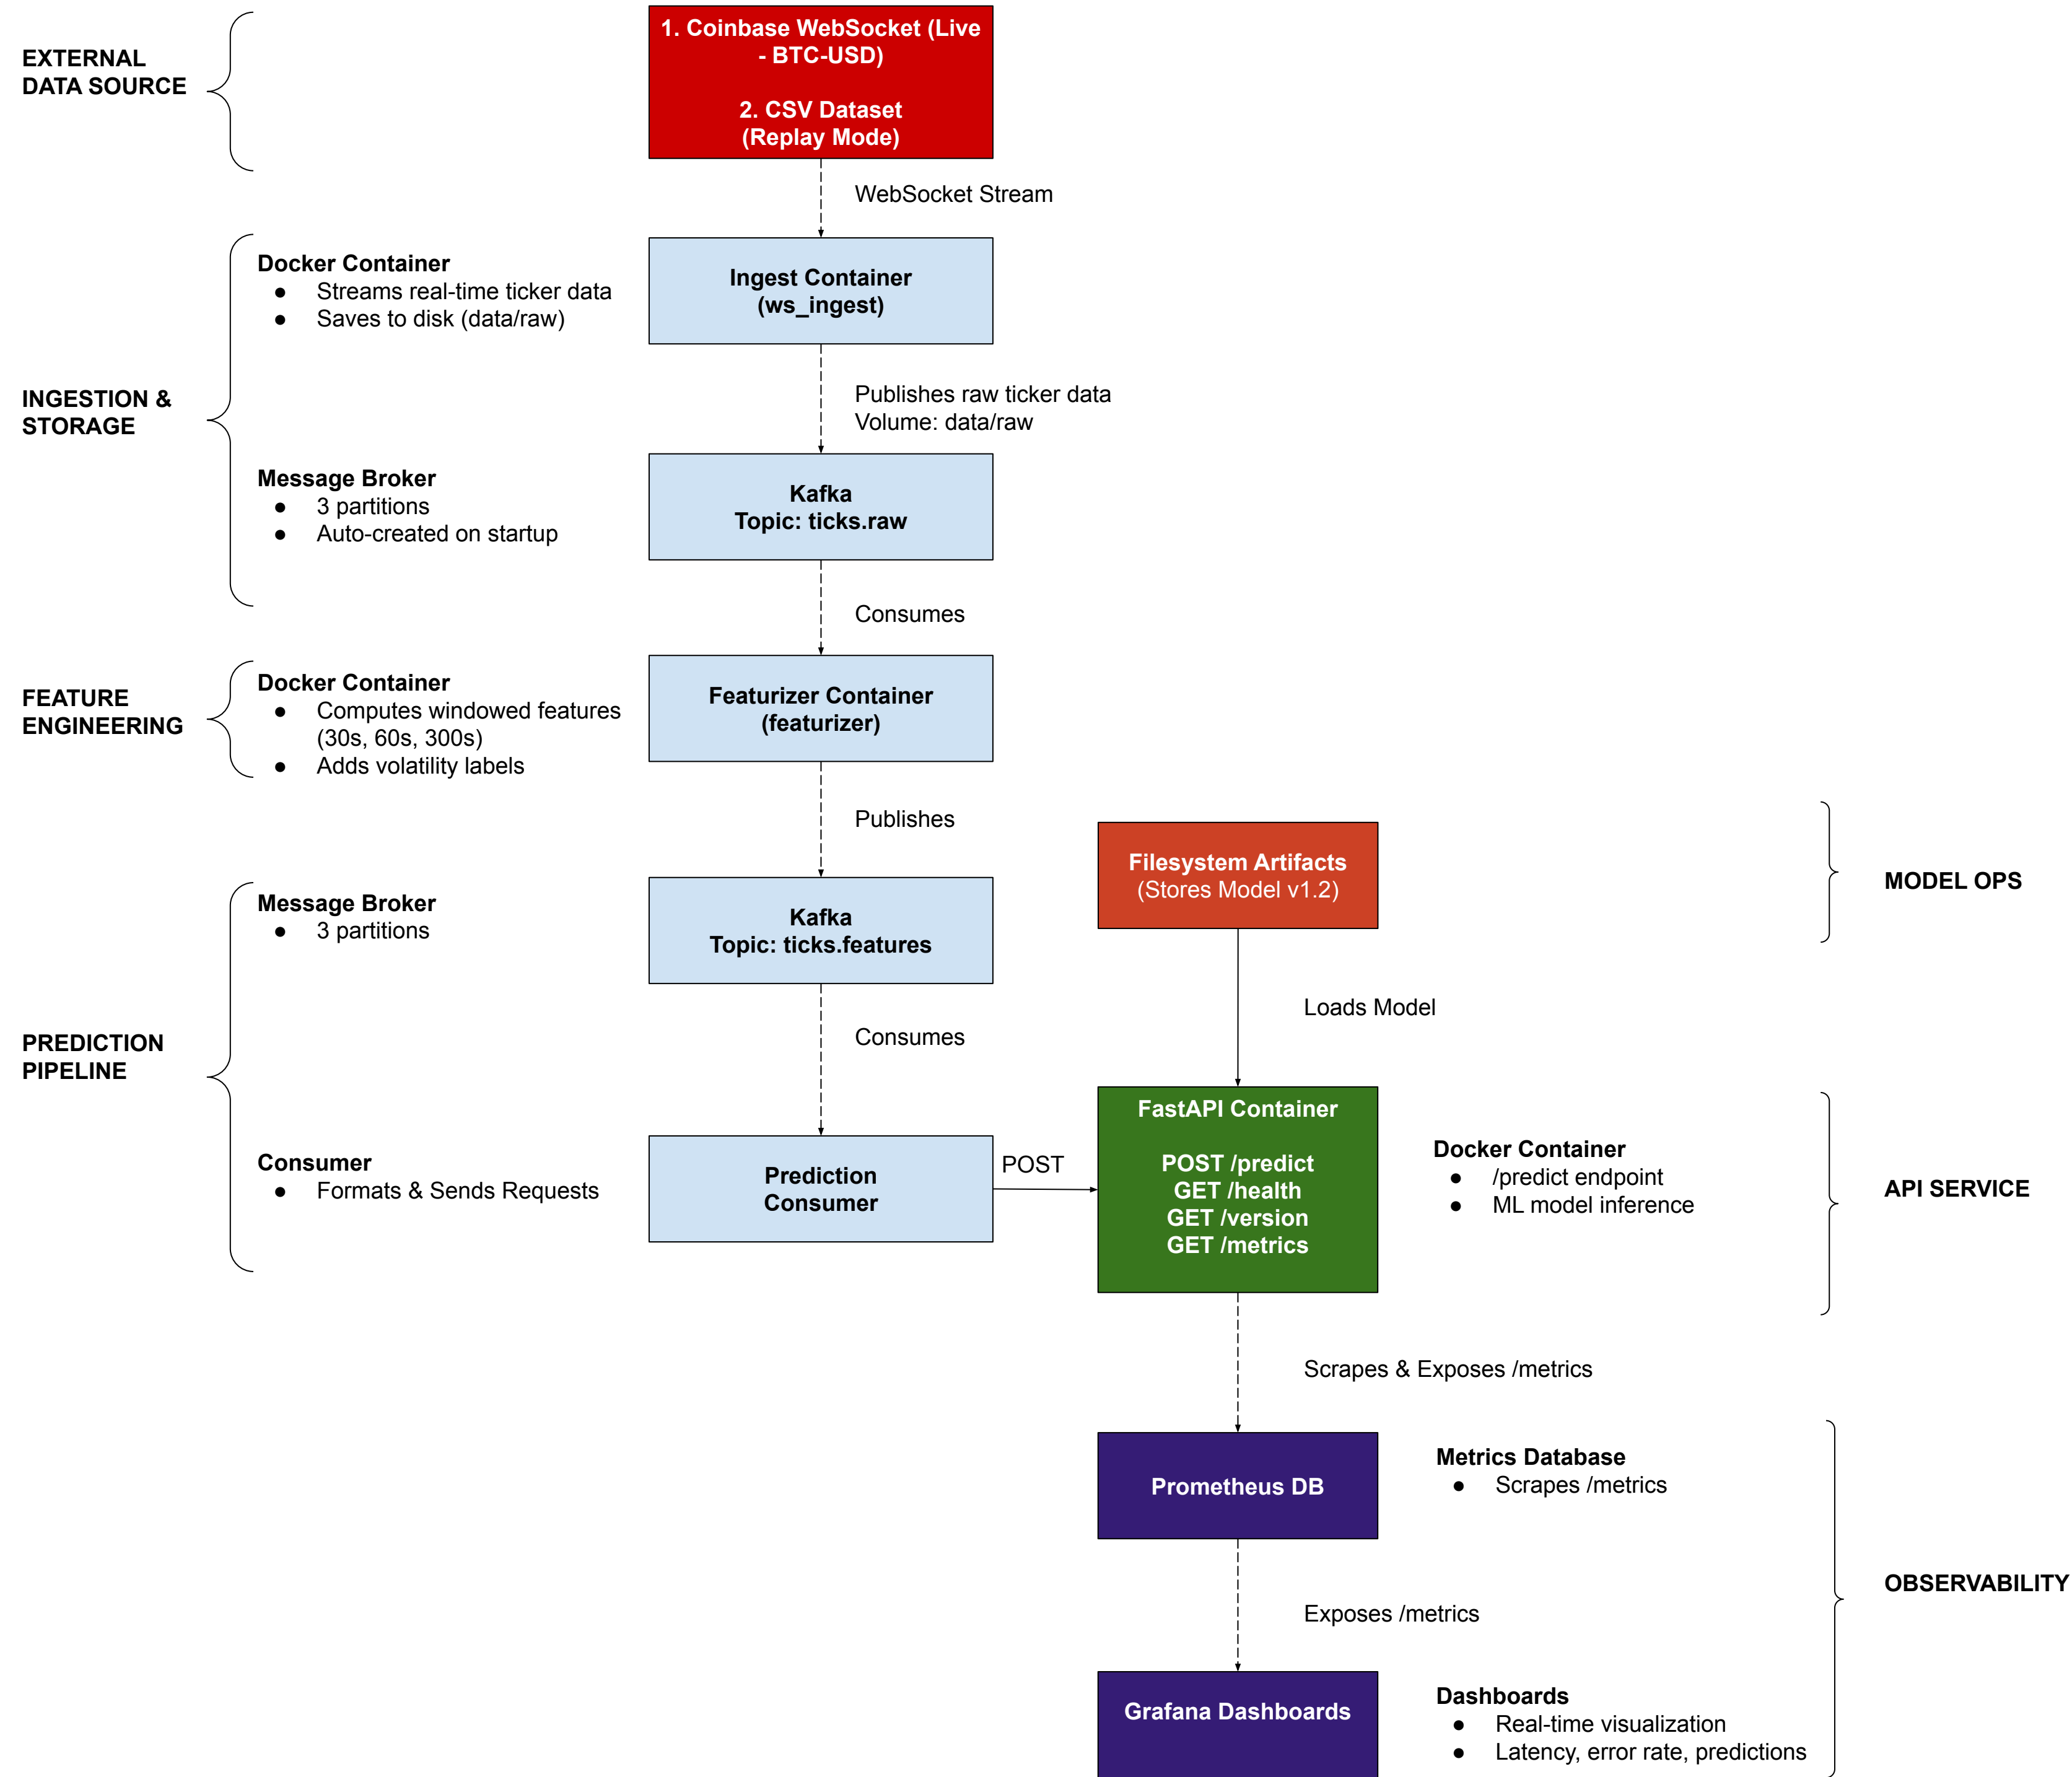 EXTERNAL
DATA SOURCE
1. Coinbase WebSocket (Live
- BTC-USD)
2. CSV Dataset
(Replay Mode)
WebSocket Stream
INGESTION &
STORAGE
Docker Container
● Streams real-time ticker data
● Saves to disk (data/raw)
Ingest Container
(ws_ingest)
Publishes raw ticker data
Volume: data/raw
Message Broker
● 3 partitions
● Auto-created on startup
Kafka
Topic: ticks.raw
Consumes
FEATURE
ENGINEERING
Docker Container
● Computes windowed features
(30s, 60s, 300s)
● Adds volatility labels
Featurizer Container
(featurizer)
Publishes
PREDICTION
PIPELINE
Message Broker
● 3 partitions
Kafka
Topic: ticks.features
Consumes
Consumer
● Formats & Sends Requests
Prediction
Consumer
POST
Filesystem Artifacts
(Stores Model v1.2)
MODEL OPS
Loads Model
FastAPI Container
POST /predict
GET /health
GET /version
GET /metrics
Docker Container
● /predict endpoint
● ML model inference
API SERVICE
Scrapes & Exposes /metrics
Prometheus DB
Metrics Database
● Scrapes /metrics
OBSERVABILITY
Exposes /metrics
Grafana Dashboards
Dashboards
● Real-time visualization
● Latency, error rate, predictions